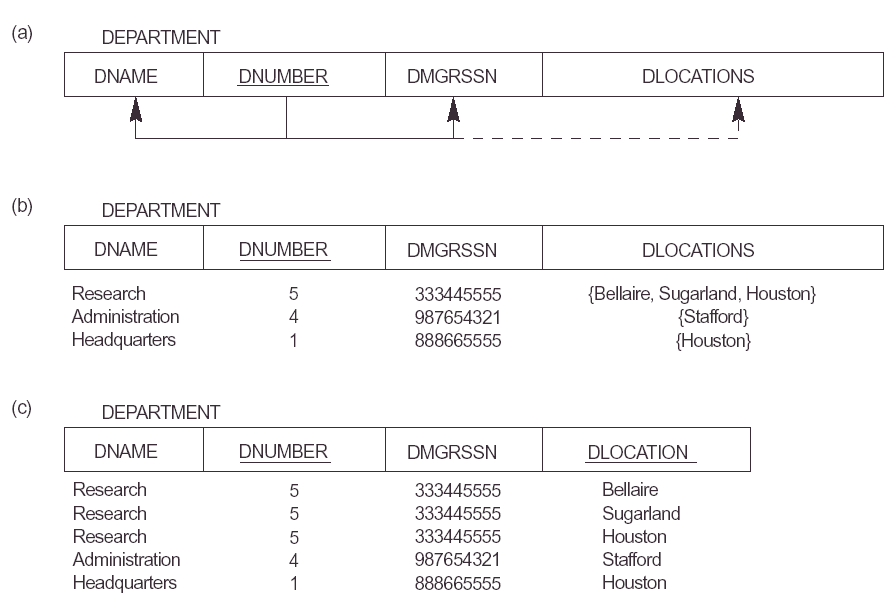 (a) DEPARTMENT
DNAME DNUMBER DMGRSSN DLOCATIONS
(b) DEPARTMENT
DNAME DNUMBER DMGRSSN DLOCATIONS
Research 5 333445555 {Bellaire, Sugarland, Houston}
Administration 4 987654321 {Stafford}
Headquarters 1 888665555 {Houston}
(c) DEPARTMENT
DNAME DNUMBER DMGRSSN DLOCATION
Research 5 333445555 Bellaire
Research 5 333445555 Sugarland
Research 5 333445555 Houston
Administration 4 987654321 Stafford
Headquarters 1 888665555 Houston